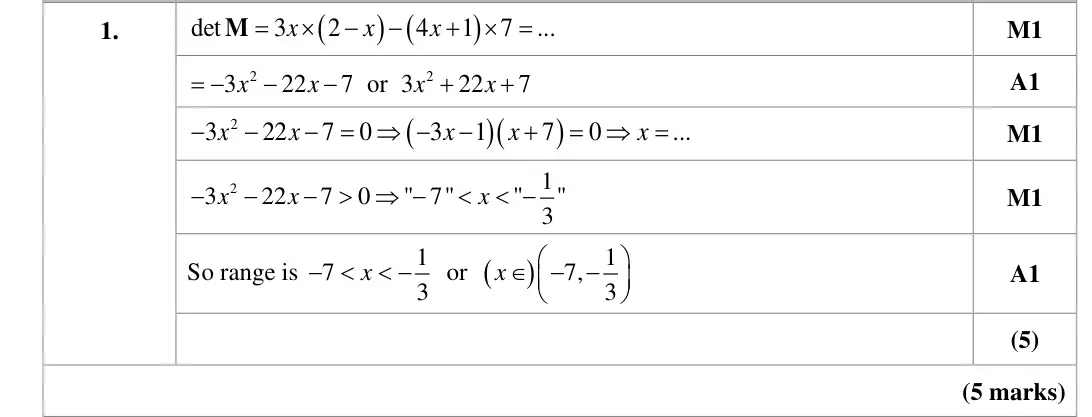 1. det M = 3x×(2−x)−(4x+1)×7 = ... M1
= −3x² −22x−7 or 3x² +22x+7 A1
−3x² −22x−7 = 0 ⇒ (−3x−1)(x+7) = 0 ⇒ x = ... M1
−3x² −22x−7 > 0 ⇒ "−7" < x < "−1/3" M1
So range is −7 < x < −1/3 or (x ∈)(−7,−1/3) A1
(5)
(5 marks)